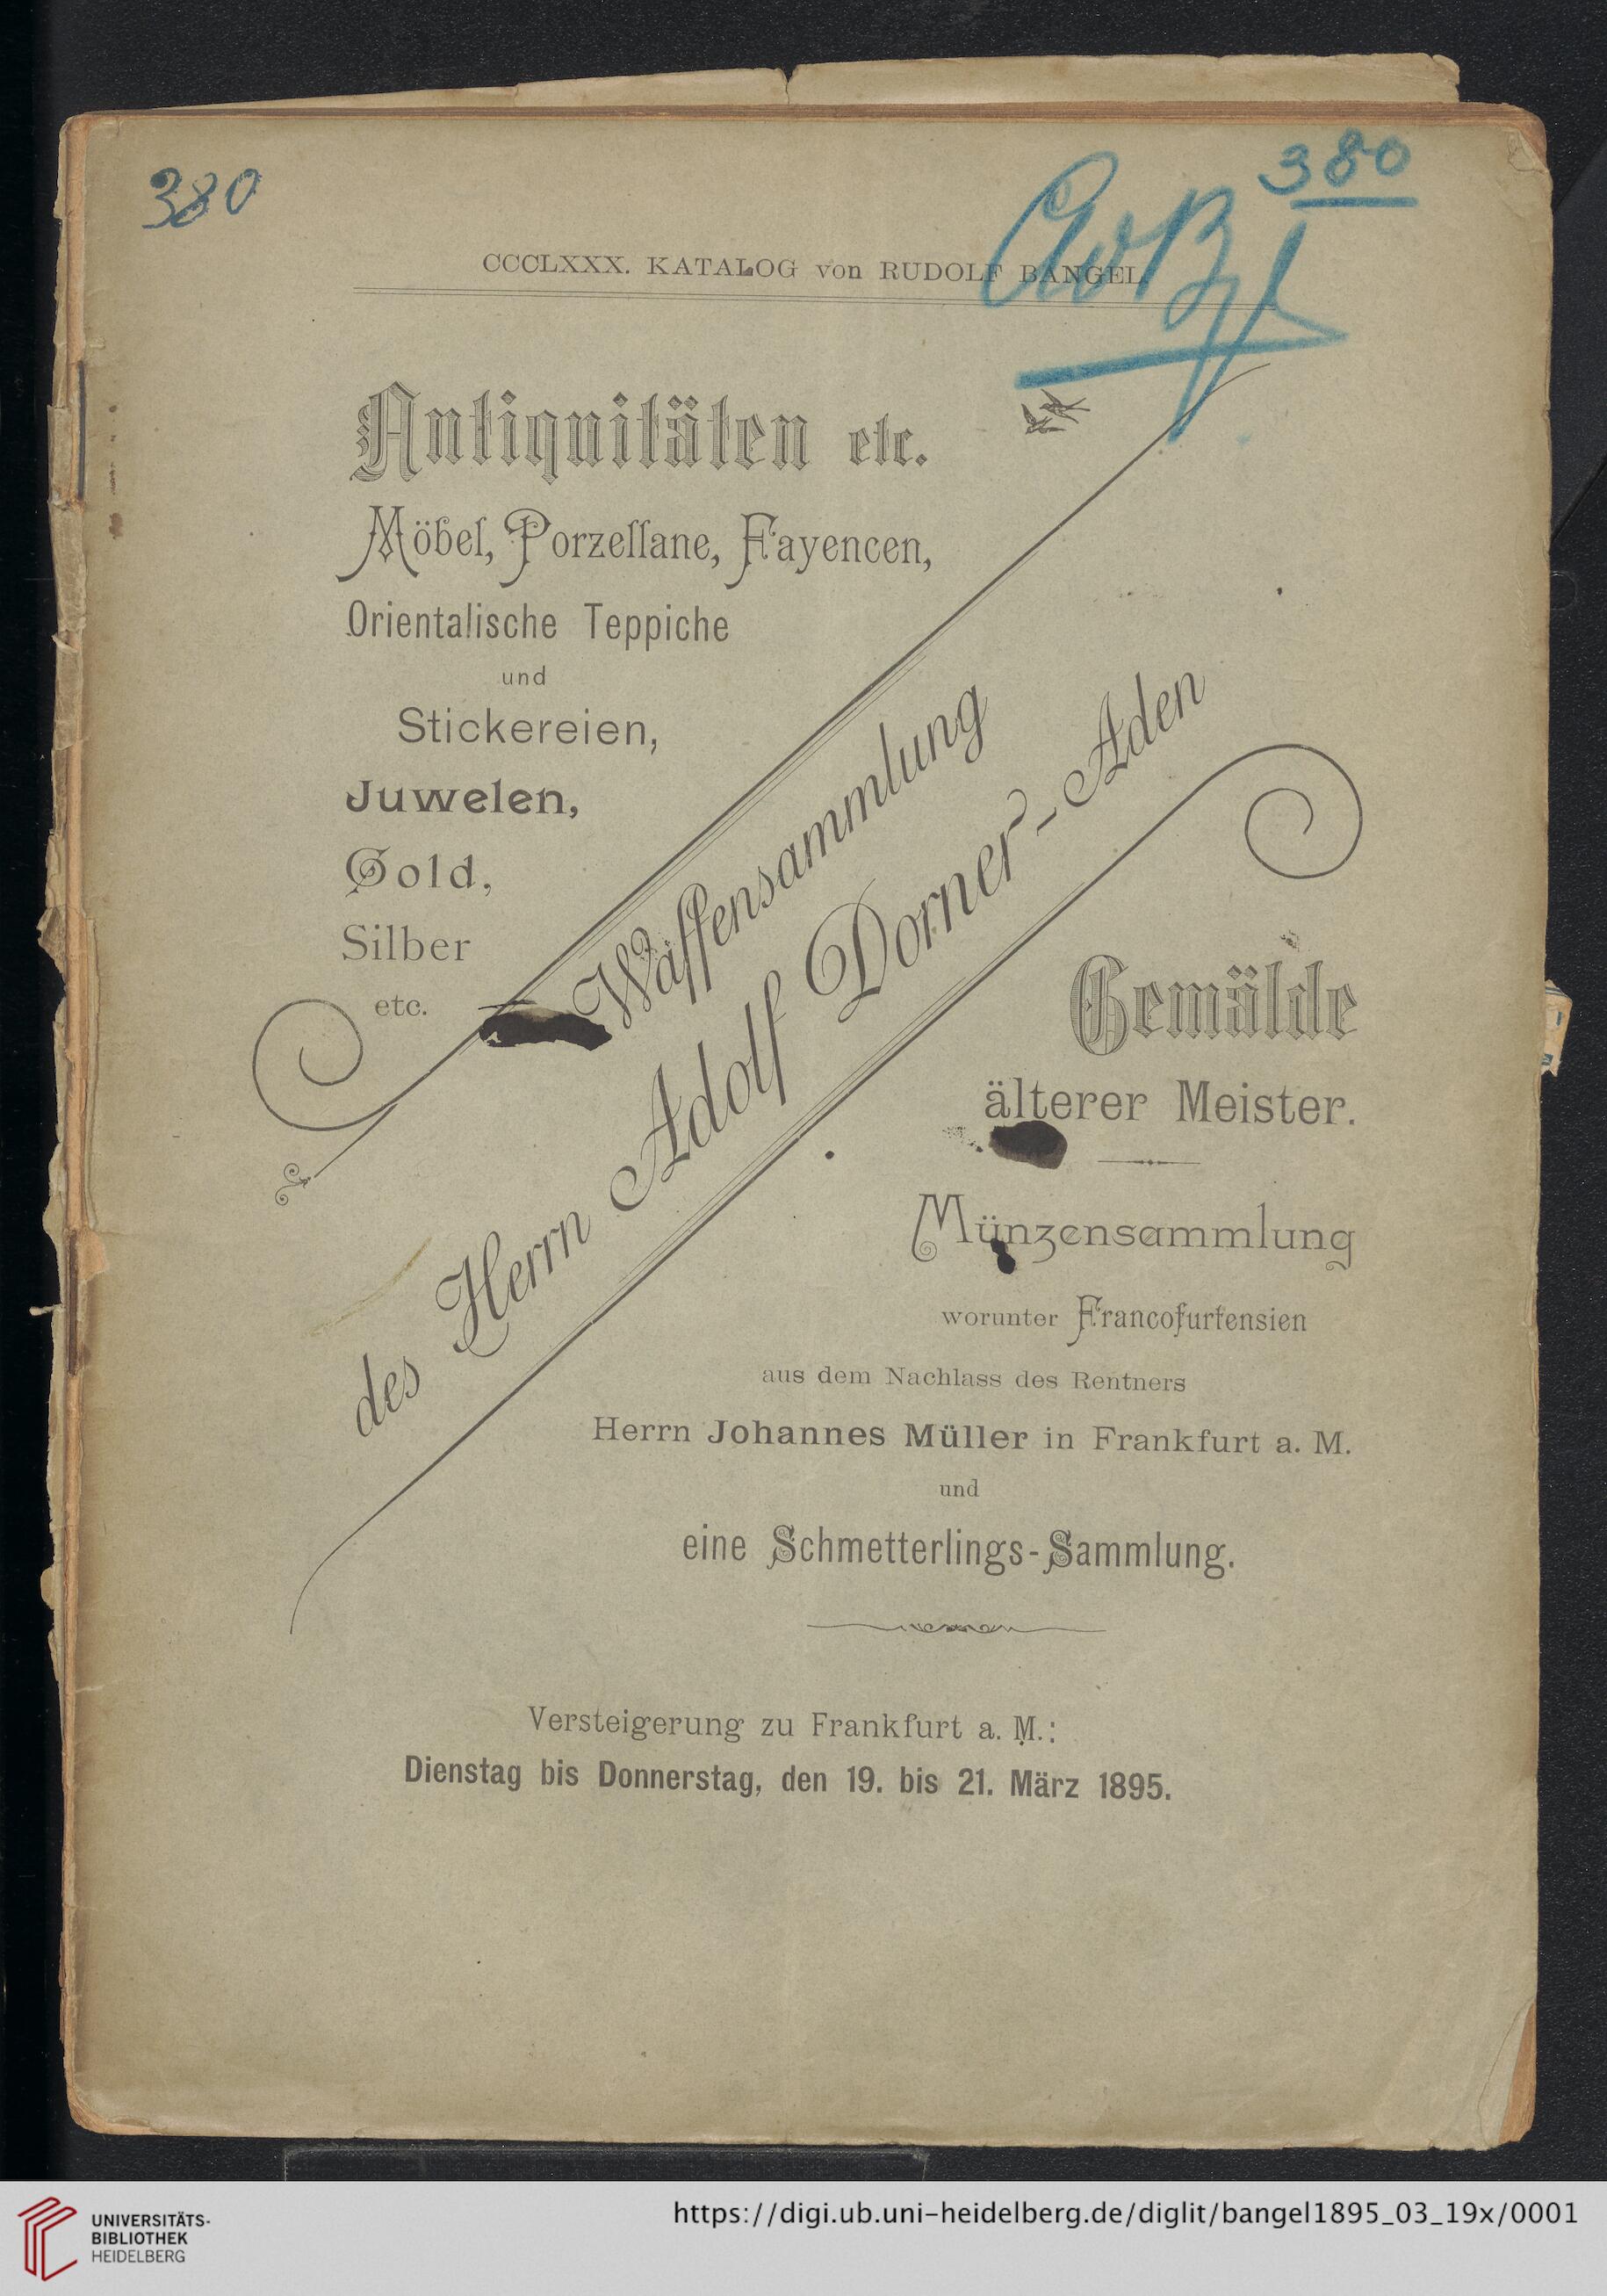 380
380
CCCLXXX. KATALOG von RUDOLF BANGEL
Antiquitäten etc.
Möbel, Porzellane, Fayencen,
Orientalische Teppiche
und
Stickereien,
Juwelen,
Gold,
Silber
etc.
Waffensammlung
des Herrn Adolf Dorner-Aden
Gemälde
älterer Meister.
Münzensammlung
worunter Francofurtensien
aus dem Nachlass des Rentners
Herrn Johannes Müller in Frankfurt a. M.
und
eine Schmetterlings-Sammlung.
Versteigerung zu Frankfurt a. M.:
Dienstag bis Donnerstag, den 19. bis 21. März 1895.
UNIVERSITÄTS-
BIBLIOTHEK
HEIDELBERG
https://digi.ub.uni-heidelberg.de/diglit/bangel1895_03_19x/0001